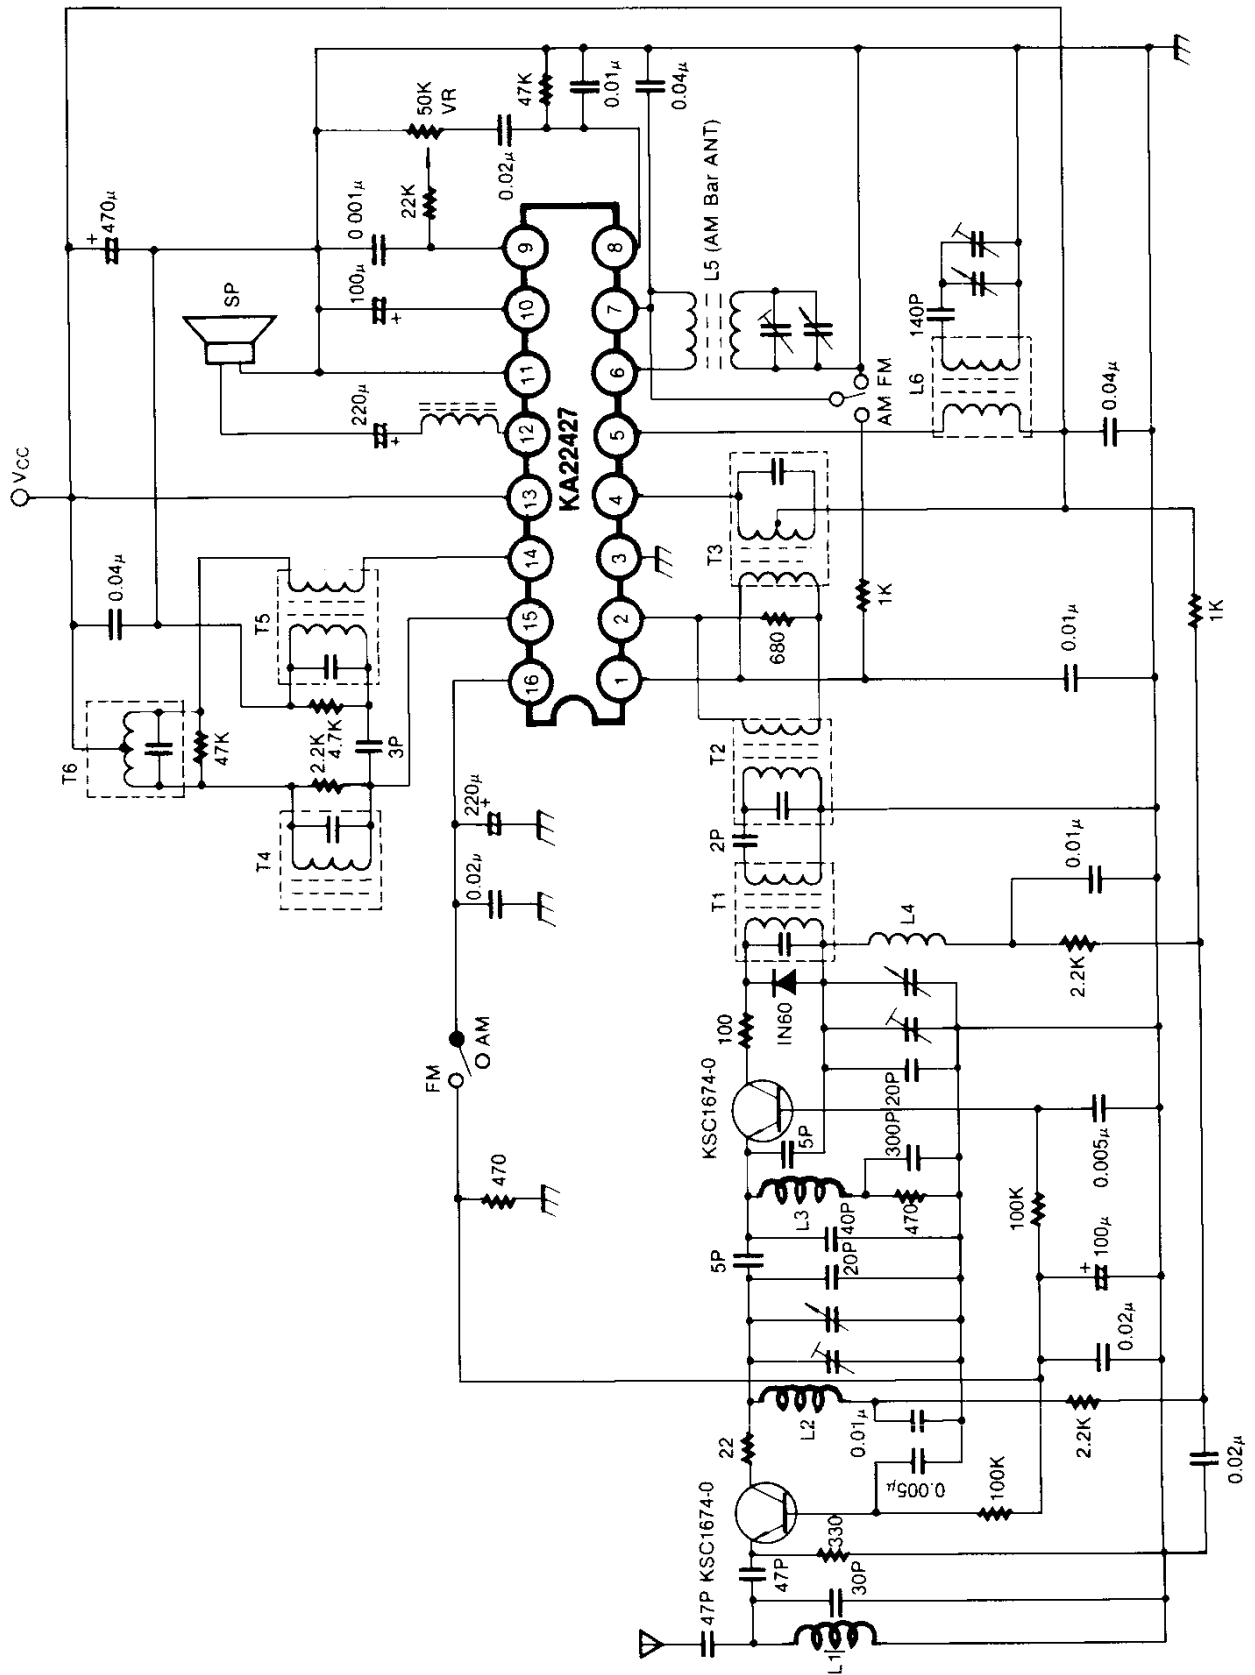 VCC
470µ
+
0.04µ
T6
47K
T5
2.2K
4.7K
3P
T4
SP
220µ
+
100µ
+
0 001µ
22K
50K
VR
0.02µ
47K
0.01µ
0.04µ
16
15
14
13
12
11
10
9
KA22427
1
2
3
4
5
6
7
8
L5 (AM Bar ANT)
220µ
+
0.02µ
FM
AM
470
T1
2P
T2
680
T3
1K
AM FM
L6
140P
0.04µ
0.01µ
1K
KSC1674-0
100
IN60
L4
0.01µ
2.2K
5P
300P
20P
L3
40P
470
5P
20P
100K
100µ
+
0.005µ
0.02µ
22
L2
0.01µ
0.005µ
100K
2.2K
0.02µ
47P KSC1674-0
47P
330
30P
L1